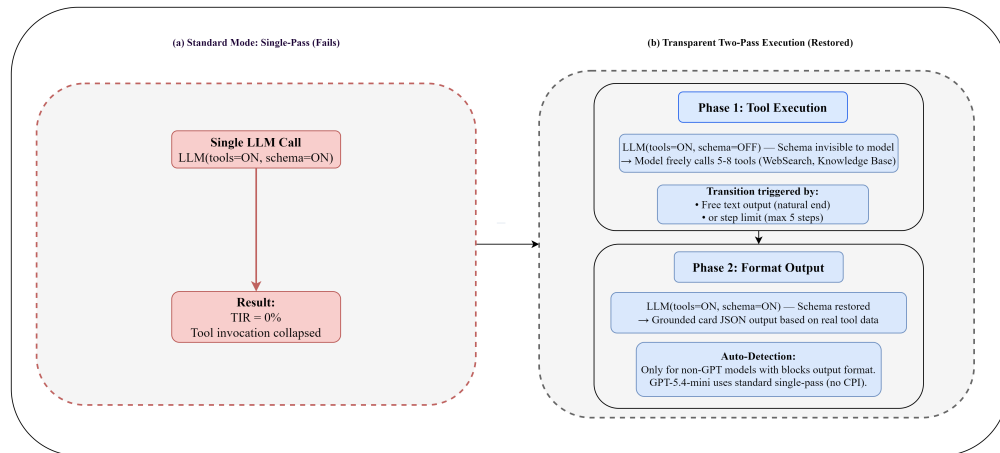 (a) Standard Mode: Single-Pass (Fails)
Single LLM Call
LLM(tools=ON, schema=ON)
Result:
TIR = 0%
Tool invocation collapsed
(b) Transparent Two-Pass Execution (Restored)
Phase 1: Tool Execution
LLM(tools=ON, schema=OFF) — Schema invisible to model
→ Model freely calls 5-8 tools (WebSearch, Knowledge Base)
Transition triggered by:
• Free text output (natural end)
• or step limit (max 5 steps)
Phase 2: Format Output
LLM(tools=ON, schema=ON) — Schema restored
→ Grounded card JSON output based on real tool data
Auto-Detection:
Only for non-GPT models with blocks output format.
GPT-5.4-mini uses standard single-pass (no CPI).